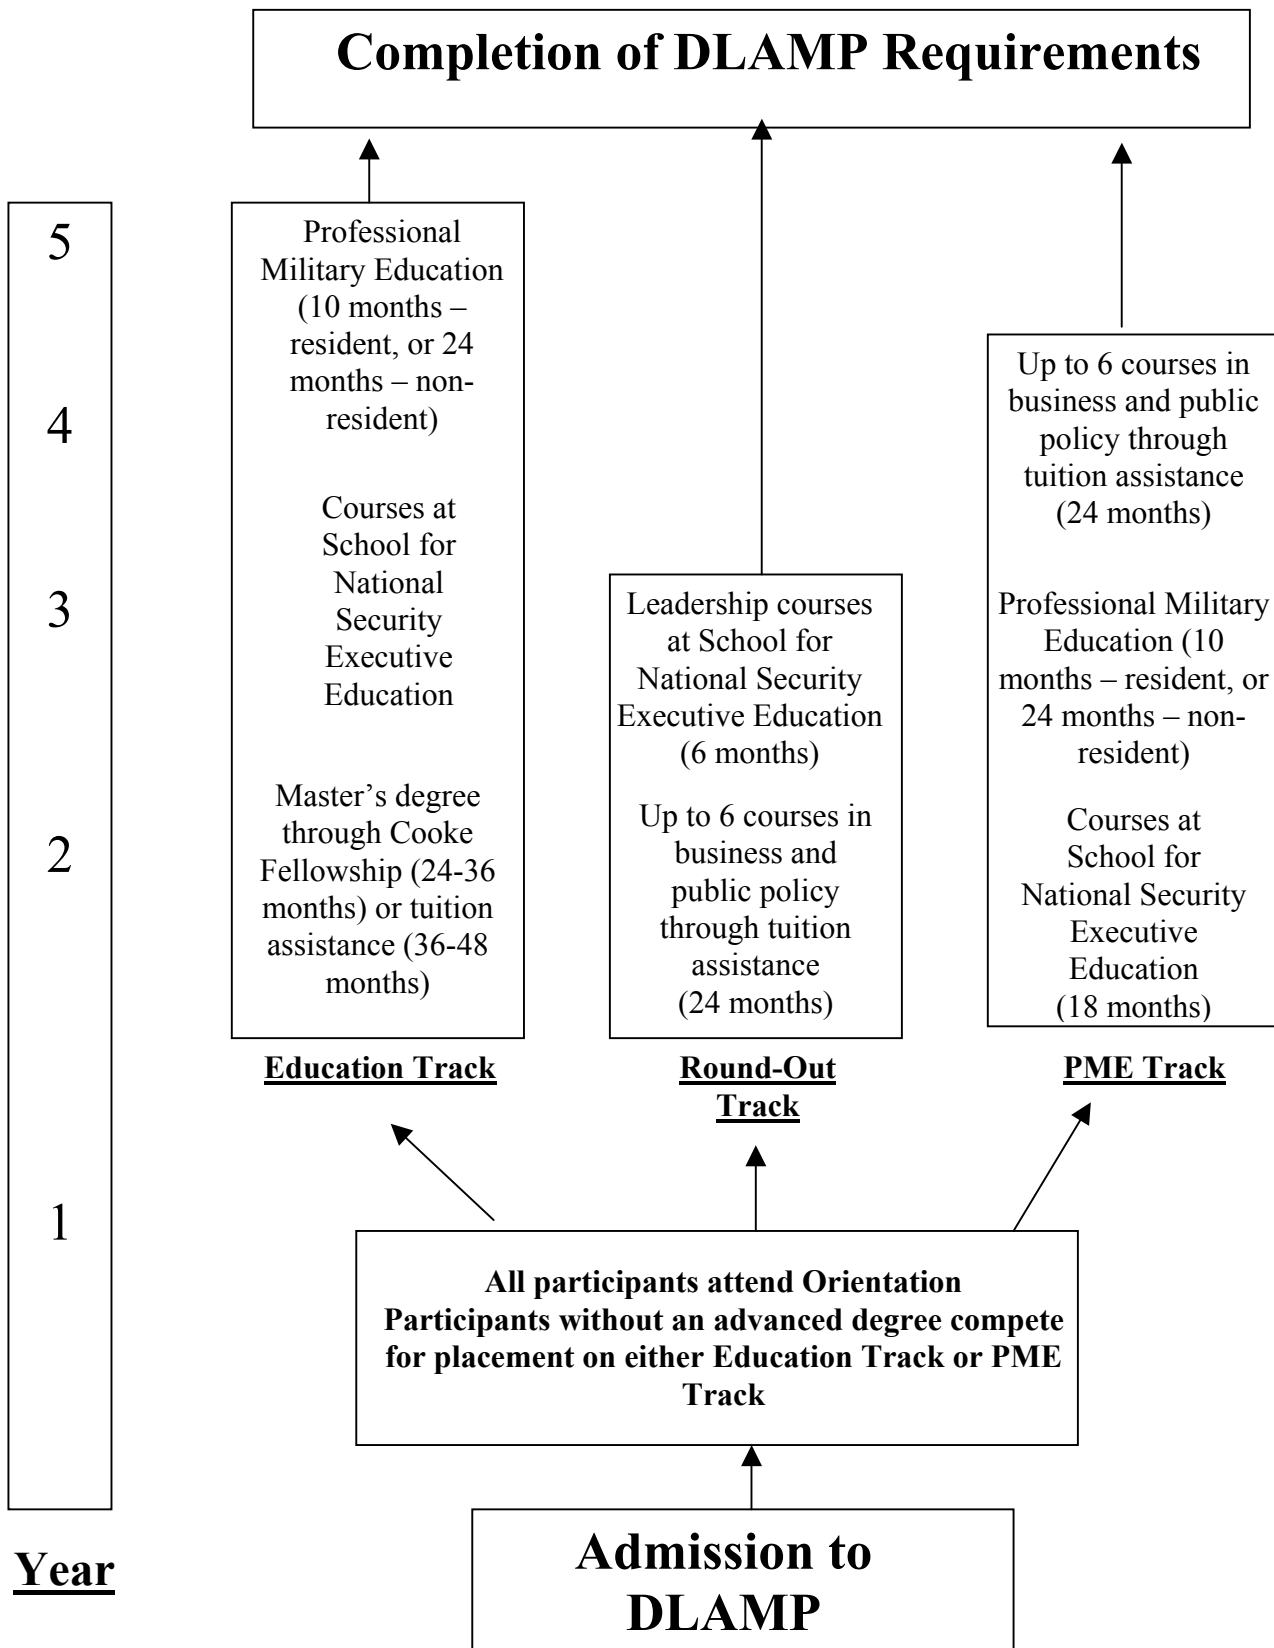 Completion of DLAMP Requirements
5
4
3
2
1
Year
Professional
Military Education
(10 months –
resident, or 24
months – non-
resident)
Courses at
School for
National
Security
Executive
Education
Master’s degree
through Cooke
Fellowship (24-36
months) or tuition
assistance (36-48
months)
Education Track
Leadership courses
at School for
National Security
Executive Education
(6 months)
Up to 6 courses in
business and
public policy
through tuition
assistance
(24 months)
Round-Out
Track
Up to 6 courses in
business and public
policy through
tuition assistance
(24 months)
Professional Military
Education (10
months – resident, or
24 months – non-
resident)
Courses at
School for
National Security
Executive
Education
(18 months)
PME Track
All participants attend Orientation
Participants without an advanced degree compete
for placement on either Education Track or PME
Track
Admission to
DLAMP